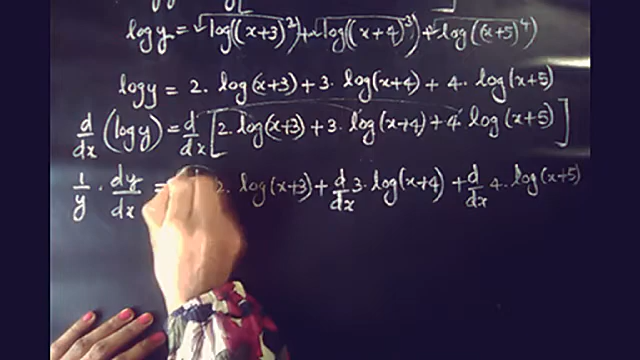 log y = log((x+3)²) + log((x+4)³) + log((x+5)⁴)
log y = 2. log(x+3) + 3. log(x+4) + 4. log(x+5)
d/dx (log y) = d/dx [2. log(x+3) + 3. log(x+4) + 4. log(x+5)]
1/y . dy/dx = 2. log(x+3) + d/dx 3. log(x+4) + d/dx 4. log(x+5)